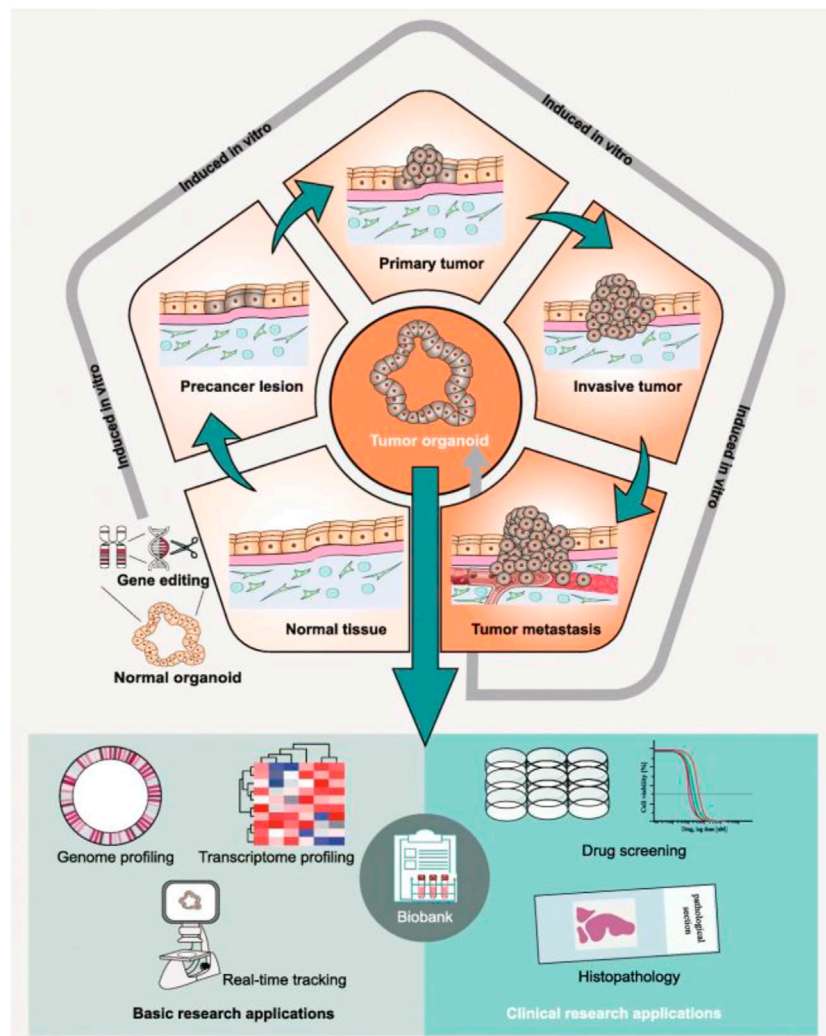 Induced in vitro
Induced in vitro
Primary tumor
Precancer lesion
Invasive tumor
Induced in vitro
Tumor organoid
Induced in vitro
Gene editing
Normal tissue
Tumor metastasis
Normal organoid
Cell viability [%]
Drug, log dose [nM]
Genome profiling
Transcriptome profiling
Drug screening
Biobank
pathological
section
Real-time tracking
Histopathology
Basic research applications
Clinical research applications